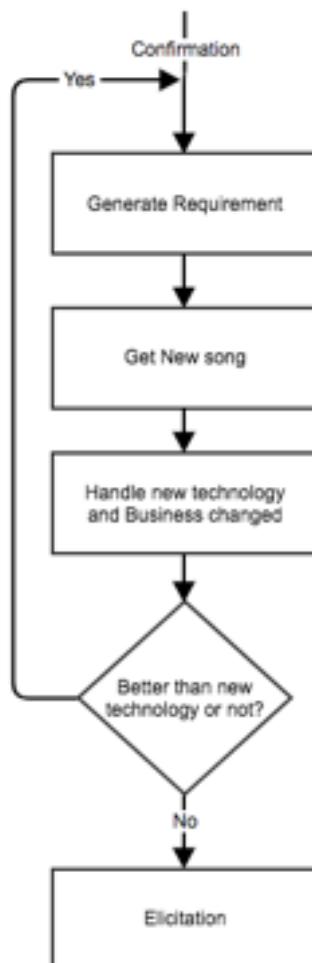 Confirmation
Yes
Generate Requirement
Get New song
Handle new technology
and Business changed
Better than new
technology or not?
No
Elicitation